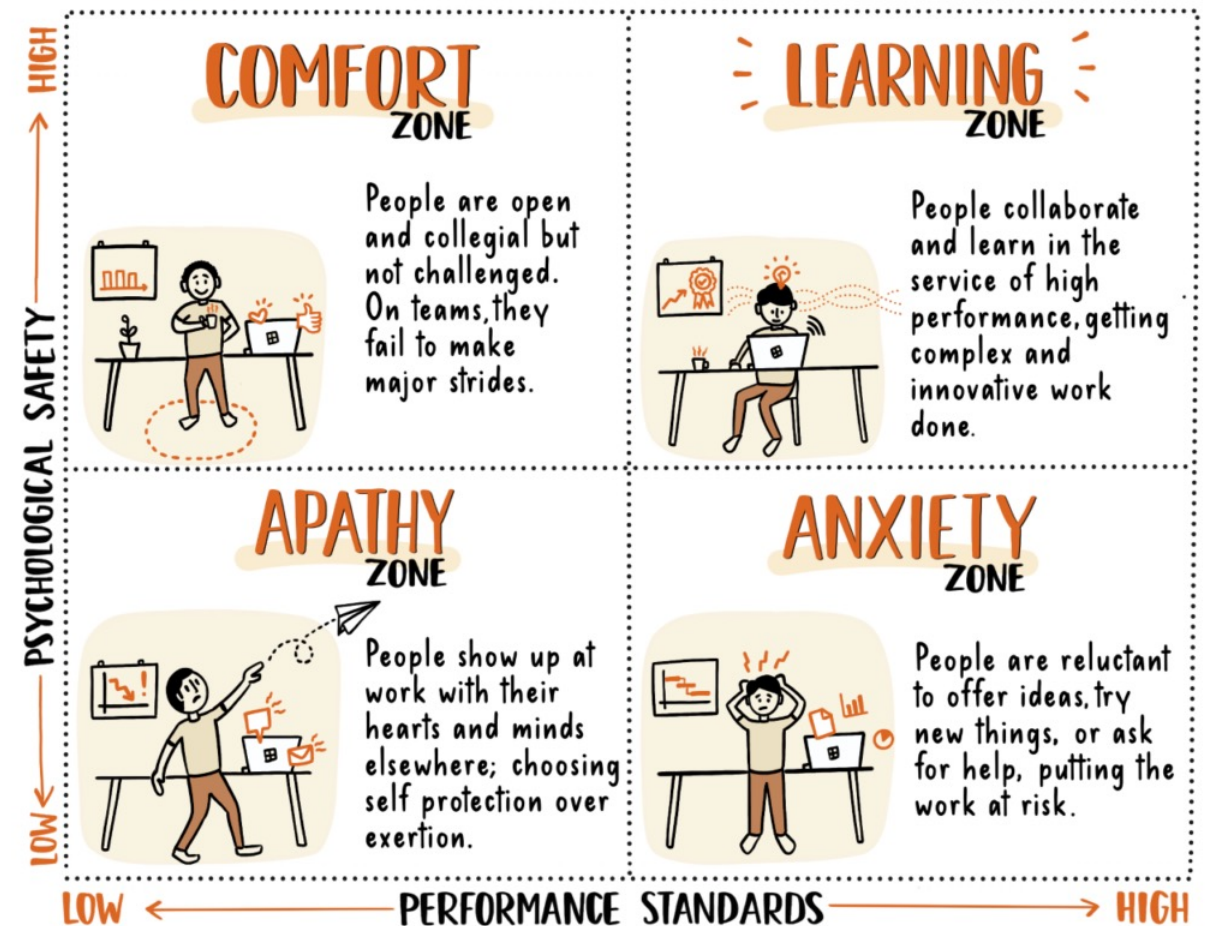 COMFORT
ZONE
People are open
and collegial but
not challenged.
On teams, they
fail to make
major strides.
LEARNING
ZONE
People collaborate
and learn in the
service of high
performance, getting
complex and
innovative work
done.
APATHY
ZONE
People show up at
work with their
hearts and minds
elsewhere; choosing
self protection over
exertion.
ANXIETY
ZONE
People are reluctant
to offer ideas, try
new things, or ask
for help, putting the
work at risk.
HIGH
PSYCHOLOGICAL SAFETY
LOW
LOW
PERFORMANCE STANDARDS
HIGH